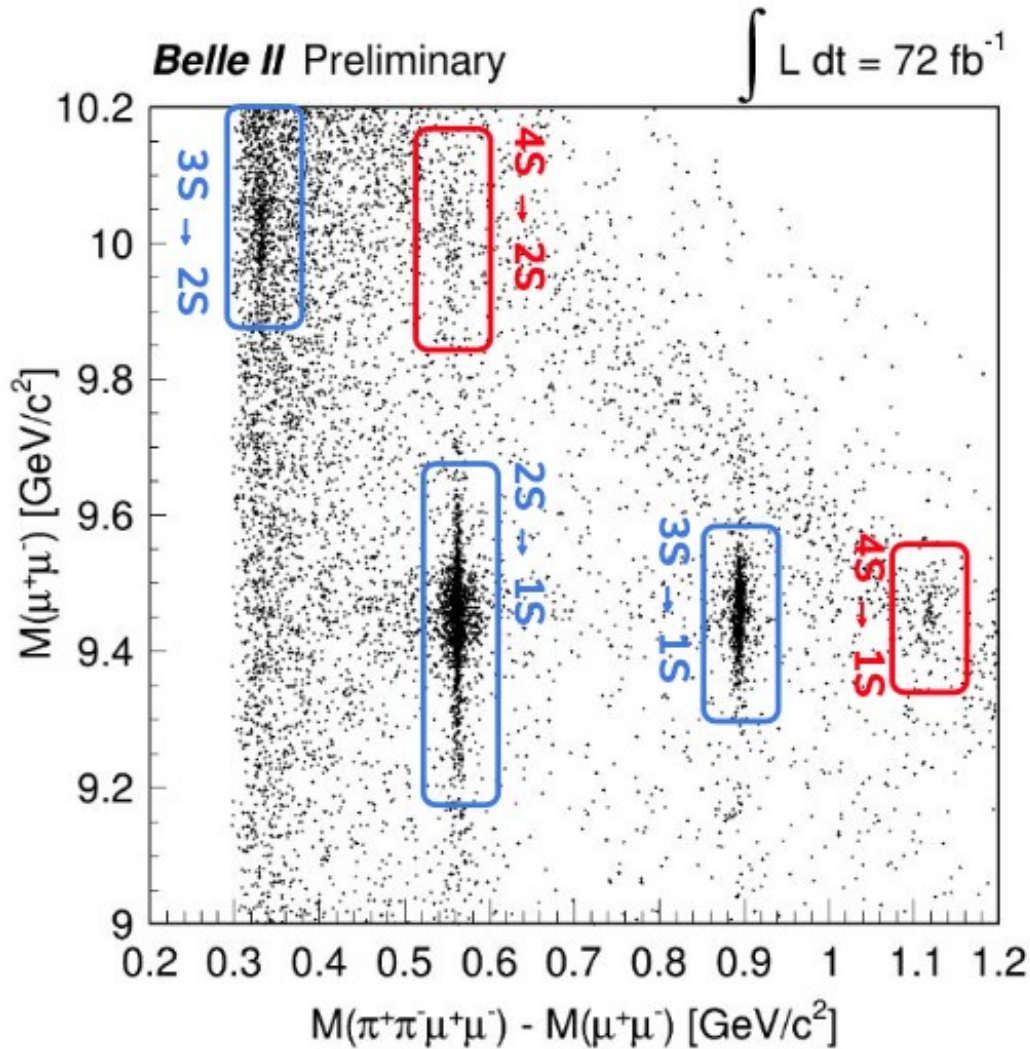 Belle II Preliminary
∫ L dt = 72 fb⁻¹
10.2
10
9.8
9.6
9.4
9.2
9
M(μ⁺μ⁻) [GeV/c²]
3S → 2S
4S → 2S
2S → 1S
3S → 1S
4S → 1S
0.2 0.3 0.4 0.5 0.6 0.7 0.8 0.9 1 1.1 1.2
M(π⁺π⁻μ⁺μ⁻) - M(μ⁺μ⁻) [GeV/c²]